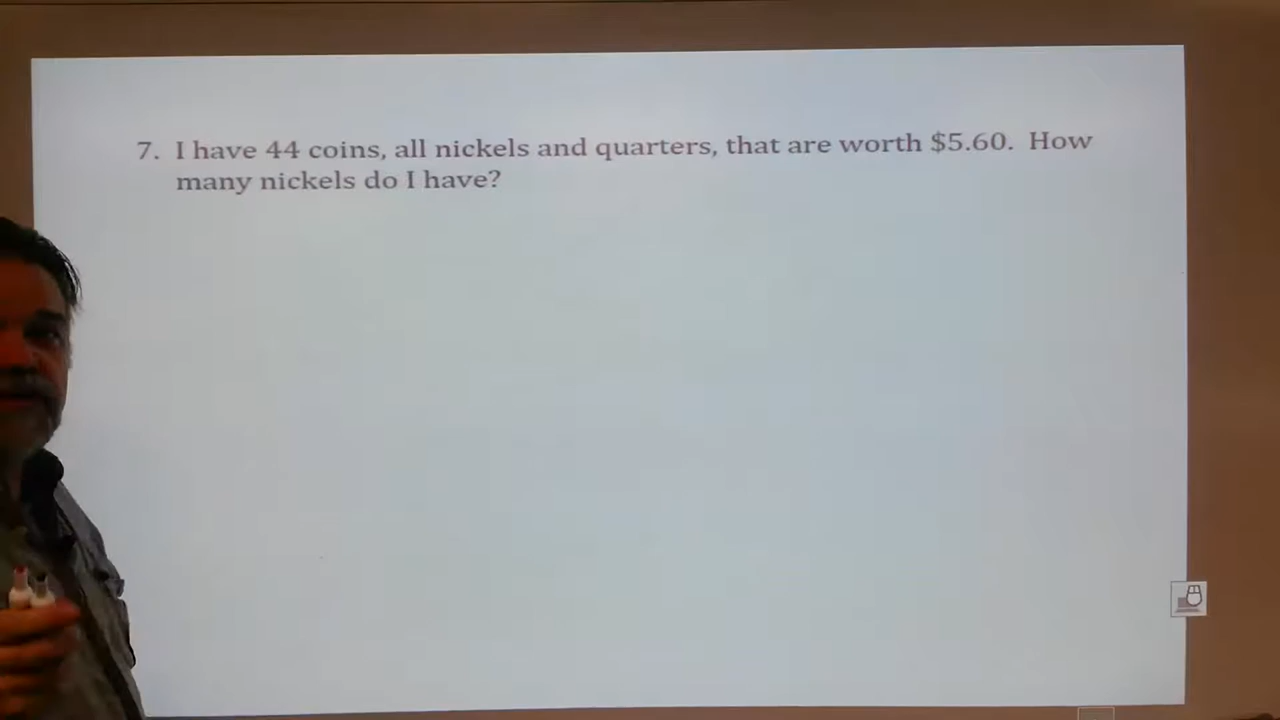 7. I have 44 coins, all nickels and quarters, that are worth $5.60. How
many nickels do I have?